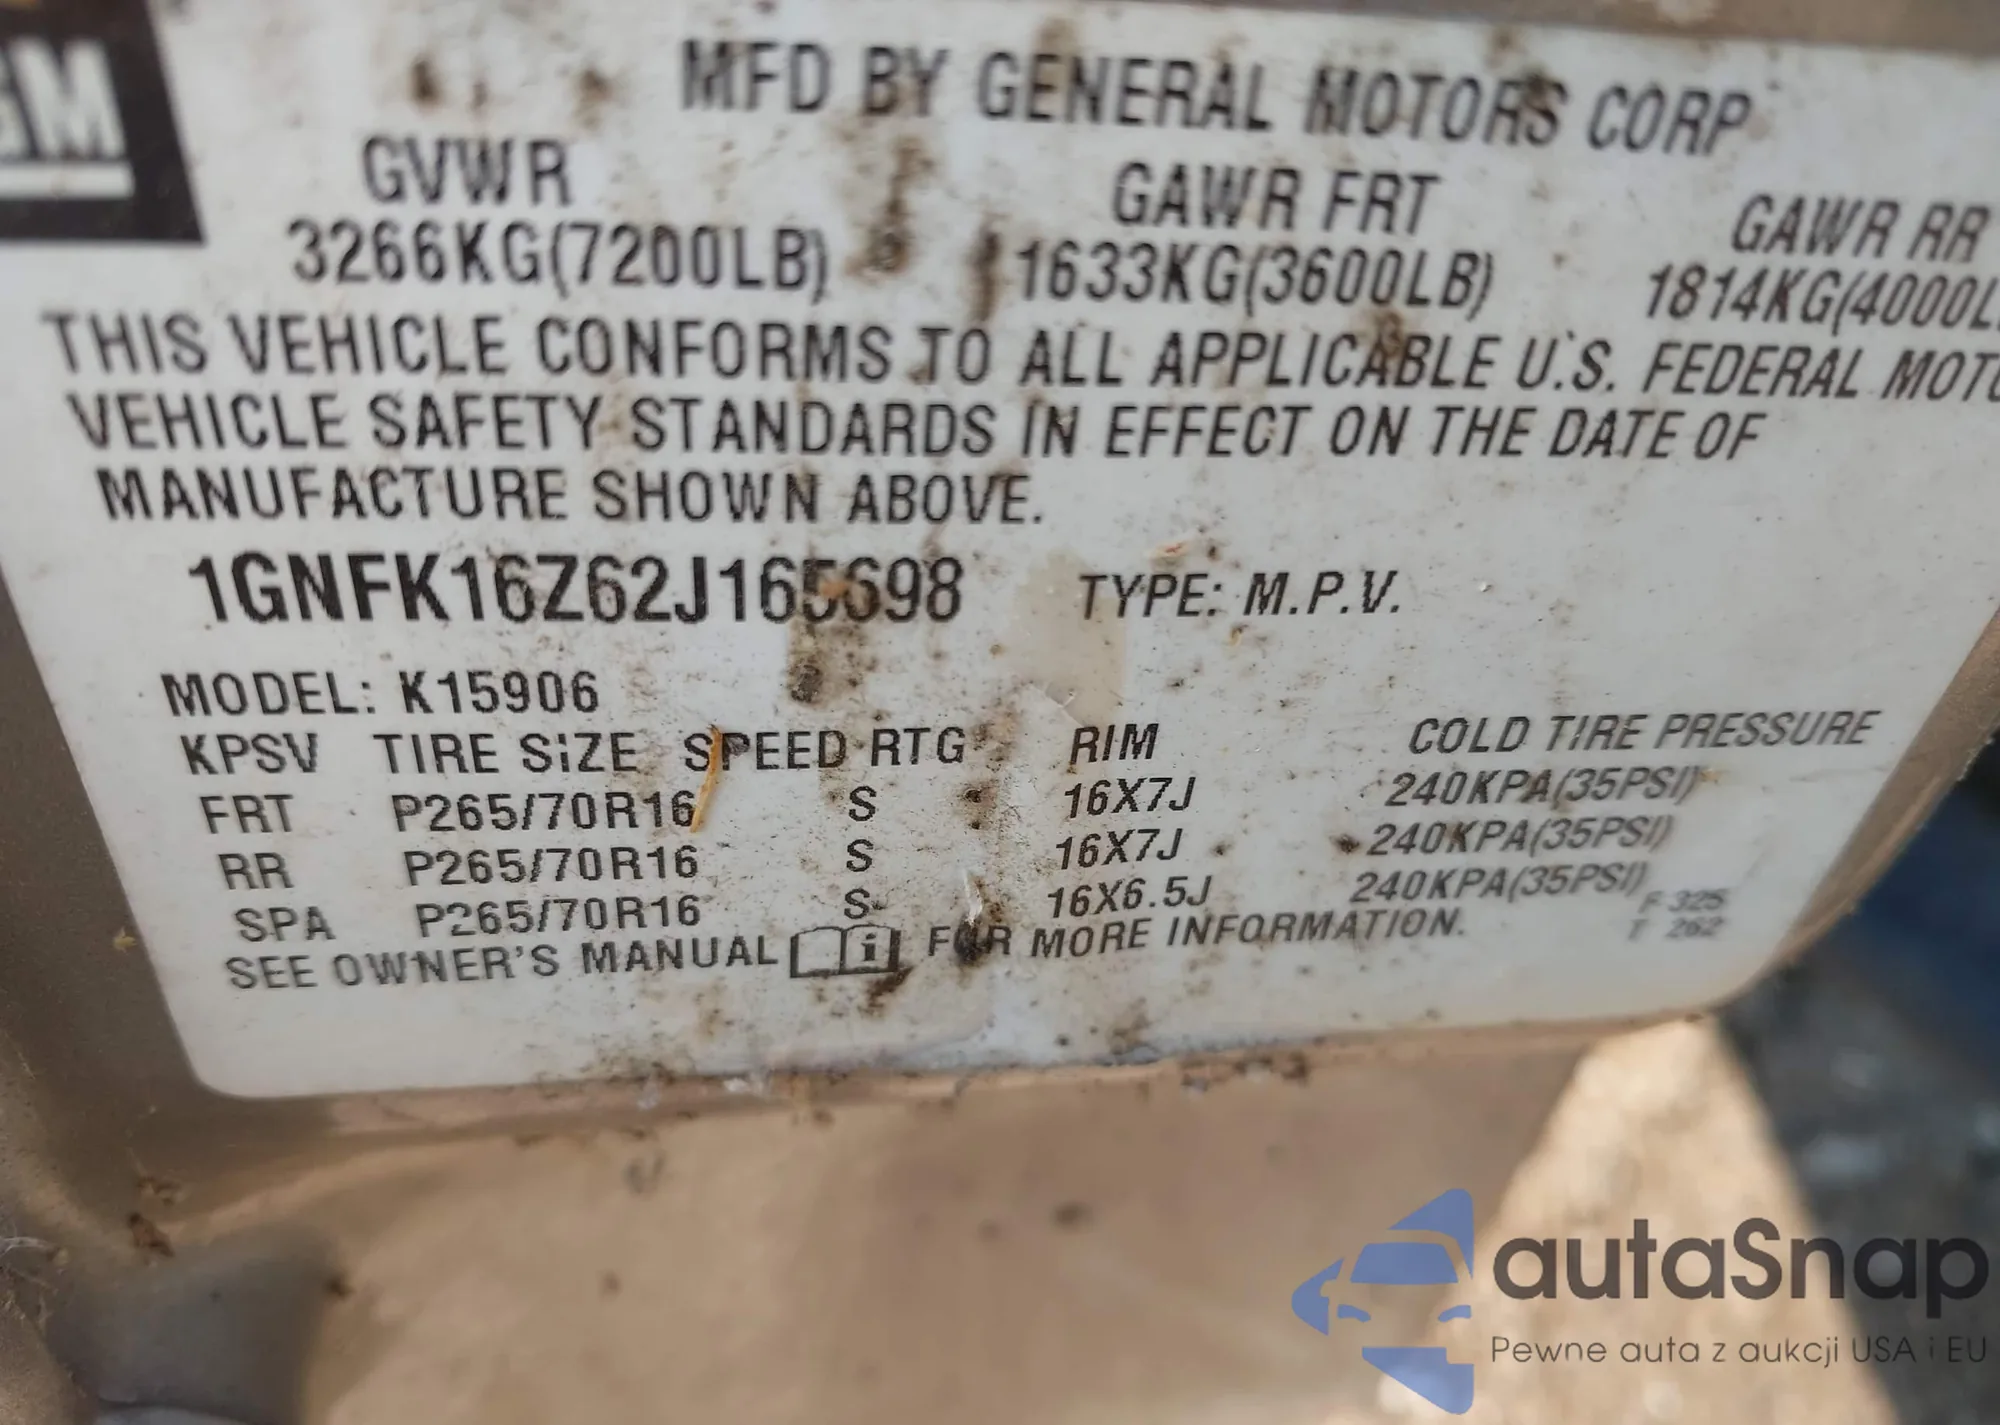 GM
MFD BY GENERAL MOTORS CORP
GVWR GAWR FRT GAWR RR
3266KG(7200LB) 1633KG(3600LB) 1814KG(4000L
THIS VEHICLE CONFORMS TO ALL APPLICABLE U.S. FEDERAL MOTO
VEHICLE SAFETY STANDARDS IN EFFECT ON THE DATE OF
MANUFACTURE SHOWN ABOVE.
1GNFK16Z62J165698 TYPE: M.P.V.
MODEL: K15906
KPSV TIRE SIZE SPEED RTG RIM COLD TIRE PRESSURE
FRT P265/70R16 S 16X7J 240KPA(35PSI)
RR P265/70R16 S 16X7J 240KPA(35PSI)
SPA P265/70R16 S 16X6.5J 240KPA(35PSI)
SEE OWNER'S MANUAL i FOR MORE INFORMATION.
F 325
T 262
autaSnap
Pewne auta z aukcji USA i EU